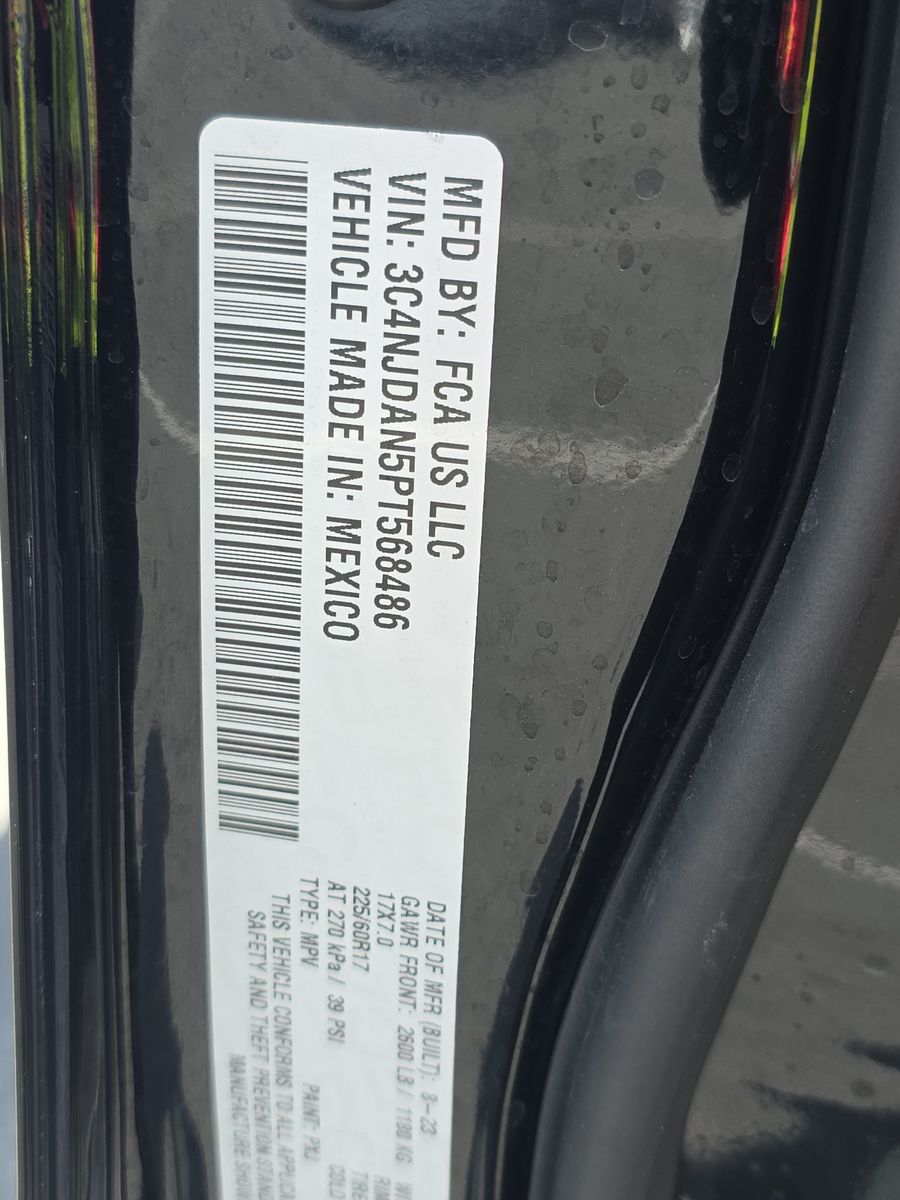 MFD BY: FCA US LLC
VIN: 3C4NJDAN5PT568486
VEHICLE MADE IN: MEXICO
DATE OF MFR (BUILT): 8-23
GAWR FRONT: 2600 LB / 1180 KG
17X7.0
225/60R17
AT 270 kPa / 39 PSI COLD
TYPE: MPV PAINT: PXJ
THIS VEHICLE CONFORMS TO ALL
SAFETY AND THEFT PREVENTION
MANUFACTURE